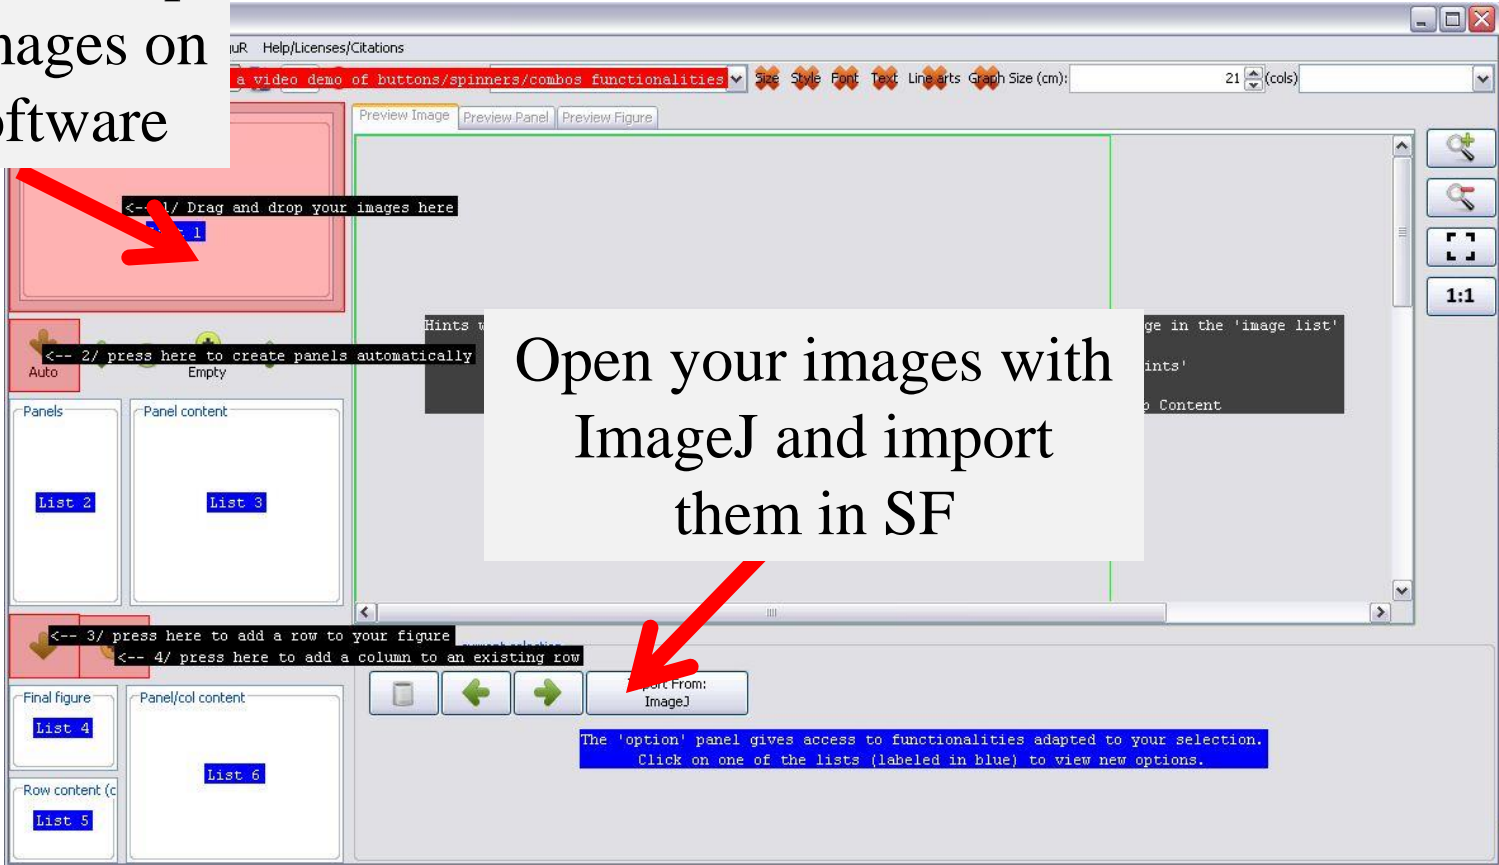 images on
software
Help/Licenses/Citations
a video demo of buttons/spinners/combos functionalities
Size Style Font Text Line arts Graph Size (cm): 21 (cols)
Preview Image Preview Panel Preview Figure
<-- 1/ Drag and drop your images here
1
1:1
Hints
ge in the 'image list'
Open your images with
ImageJ and import
them in SF
Content
<-- 2/ press here to create panels automatically
Auto Empty
Panels Panel content
List 2 List 3
<-- 3/ press here to add a row to your figure
<-- 4/ press here to add a column to an existing row
From:
ImageJ
Final figure Panel/col content
List 4
List 6
The 'option' panel gives access to functionalities adapted to your selection.
Click on one of the lists (labeled in blue) to view new options.
Row content (c
List 5